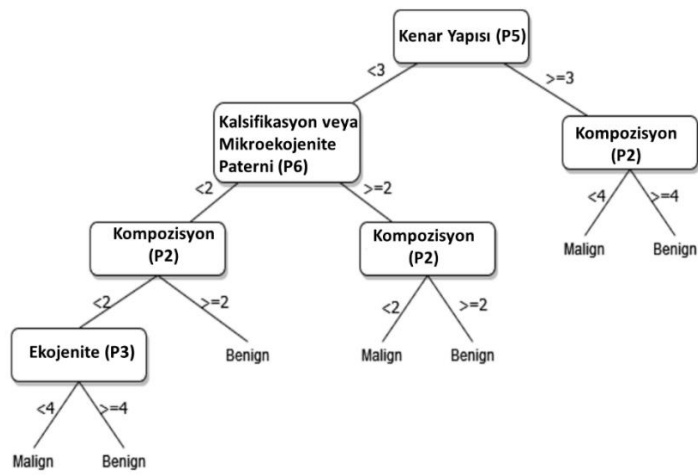 Kenar Yapısı (P5)
<3
>=3
Kalsifikasyon veya
Mikroekojenite
Paterni (P6)
Kompozisyon
(P2)
<2
>=2
<4
>=4
Kompozisyon
(P2)
Kompozisyon
(P2)
Malign
Benign
<2
>=2
<2
>=2
Ekojenite (P3)
Benign
Malign
Benign
<4
>=4
Malign
Benign